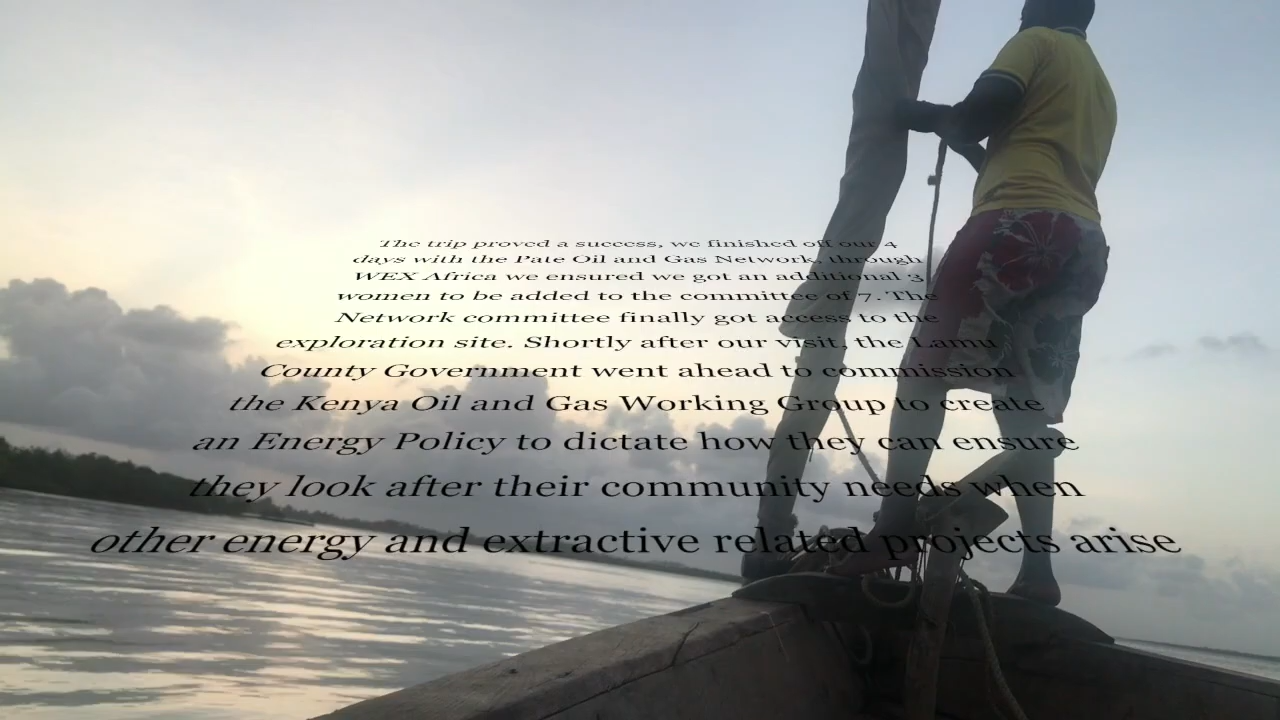 The trip proved a success, we finished off our 4
days with the Pate Oil and Gas Network, through
WEX Africa we ensured we got an additional 3
women to be added to the committee of 7. The
Network committee finally got access to the
exploration site. Shortly after our visit, the Lamu
County Government went ahead to commission
the Kenya Oil and Gas Working Group to create
an Energy Policy to dictate how they can ensure
they look after their community needs when
other energy and extractive related projects arise